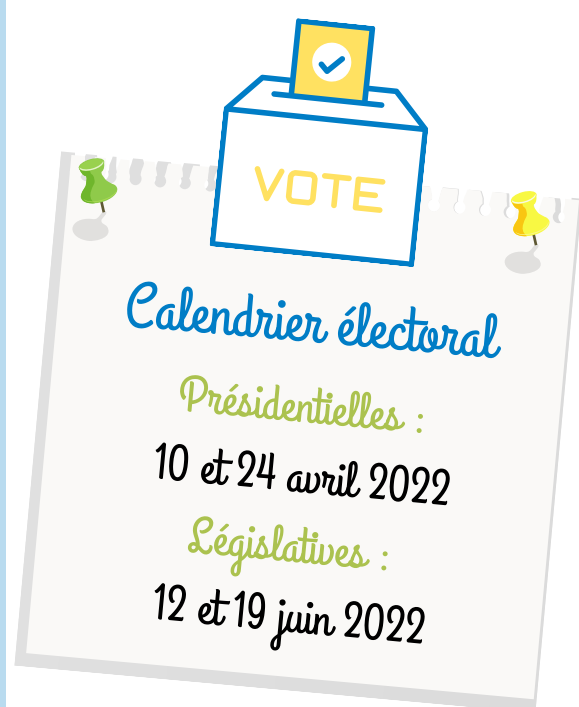 VOTE
Calendrier électoral
Présidentielles :
10 et 24 avril 2022
Législatives :
12 et 19 juin 2022